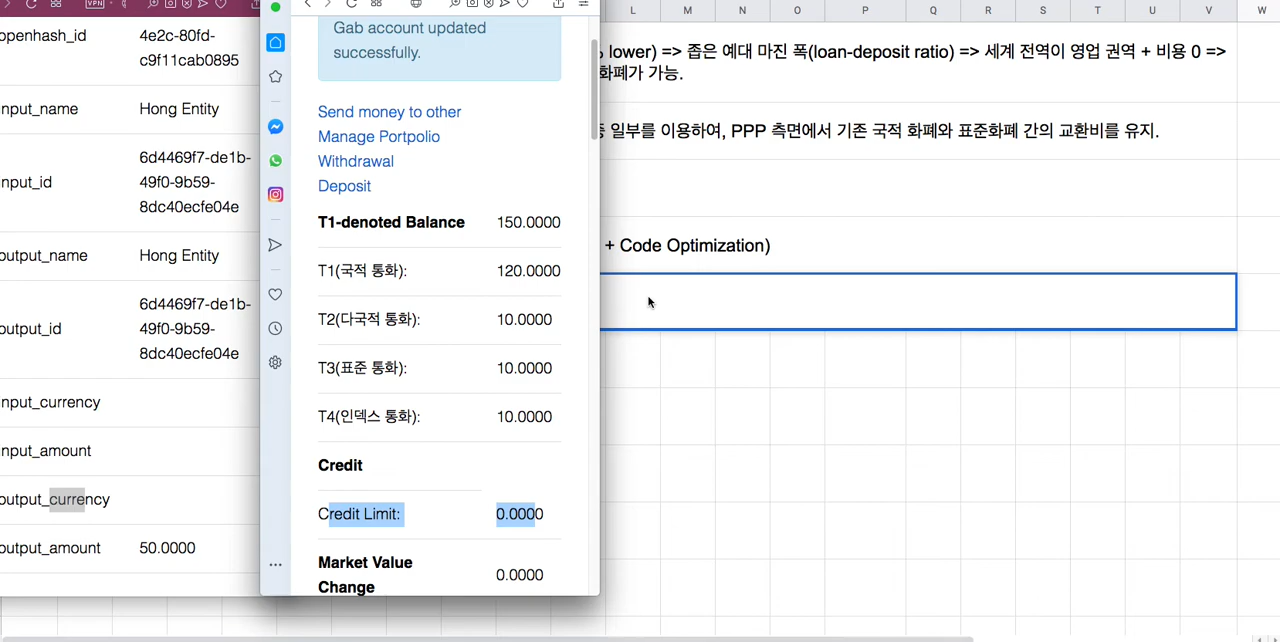 openhash_id
4e2c-80fd-
c9f11cab0895
input_name
Hong Entity
input_id
6d4469f7-de1b-
49f0-9b59-
8dc40ecfe04e
output_name
Hong Entity
output_id
6d4469f7-de1b-
49f0-9b59-
8dc40ecfe04e
input_currency
input_amount
output_currency
output_amount
50.0000
VPN
Gab account updated
successfully.
Send money to other
Manage Portpolio
Withdrawal
Deposit
T1-denoted Balance 150.0000
T1(국적 통화): 120.0000
T2(다국적 통화): 10.0000
T3(표준 통화): 10.0000
T4(인덱스 통화): 10.0000
Credit
Credit Limit: 0.0000
Market Value
Change
0.0000
L M N O P Q R S T U V W
lower) => 좁은 예대 마진 폭(loan-deposit ratio) => 세계 전역이 영업 권역 + 비용 0 =>
화폐가 가능.
일부를 이용하여, PPP 측면에서 기존 국적 화폐와 표준화폐 간의 교환비를 유지.
+ Code Optimization)